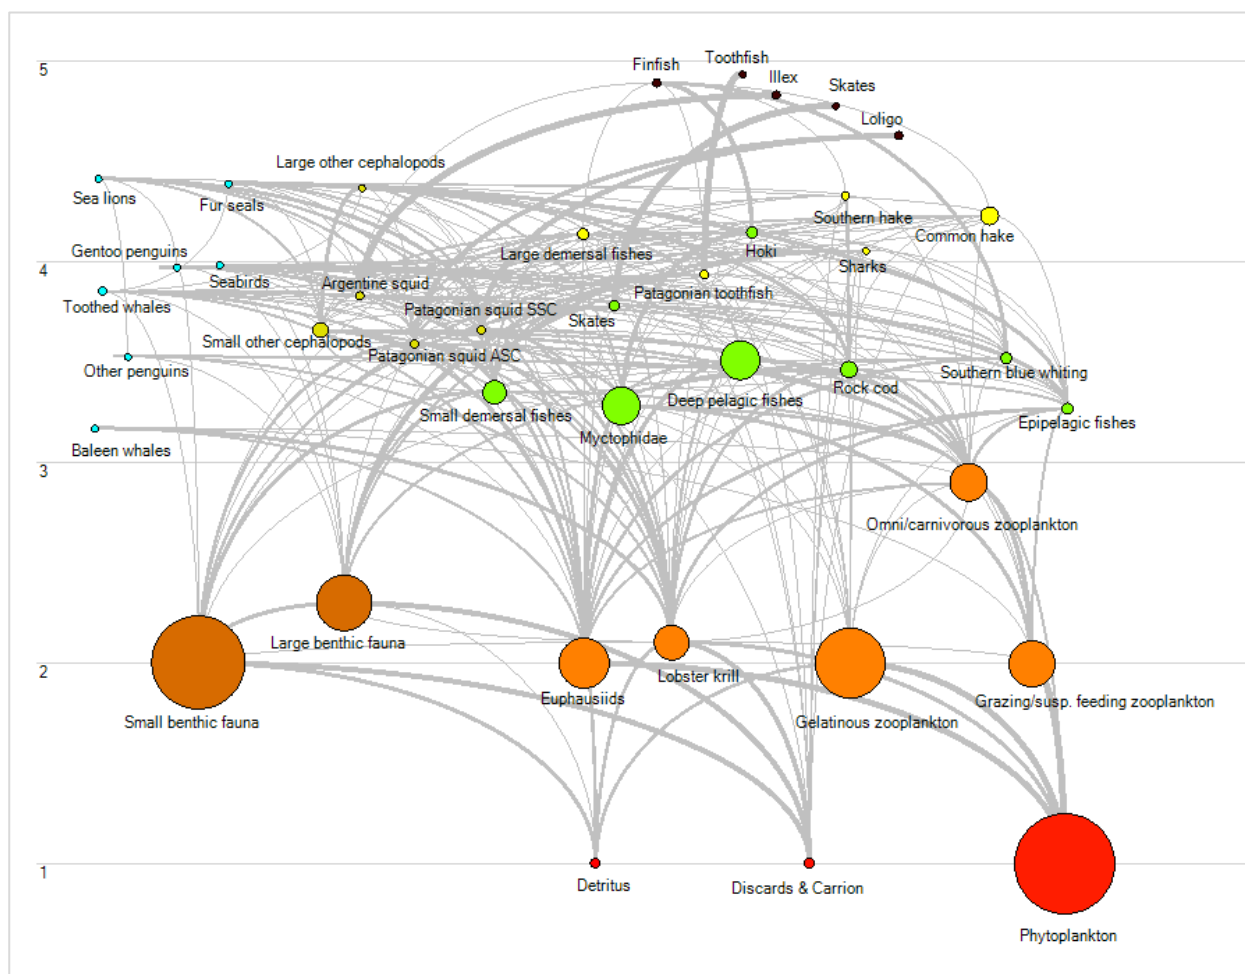 5
Finfish
Toothfish
Illex
Skates
Loligo
Large other cephalopods
Sea lions
Fur seals
Southern hake
Common hake
Gentoo penguins
Large demersal fishes
Hoki
4
Seabirds
Argentine squid
Sharks
Toothed whales
Patagonian toothfish
Patagonian squid SSC
Skates
Small other cephalopods
Patagonian squid ASC
Other penguins
Deep pelagic fishes
Rock cod
Southern blue whiting
Small demersal fishes
Myctophidae
Epipelagic fishes
Baleen whales
3
Omni/carnivorous zooplankton
Large benthic fauna
2
Lobster krill
Small benthic fauna
Euphausiids
Gelatinous zooplankton
Grazing/susp. feeding zooplankton
1
Detritus
Discards & Carrion
Phytoplankton